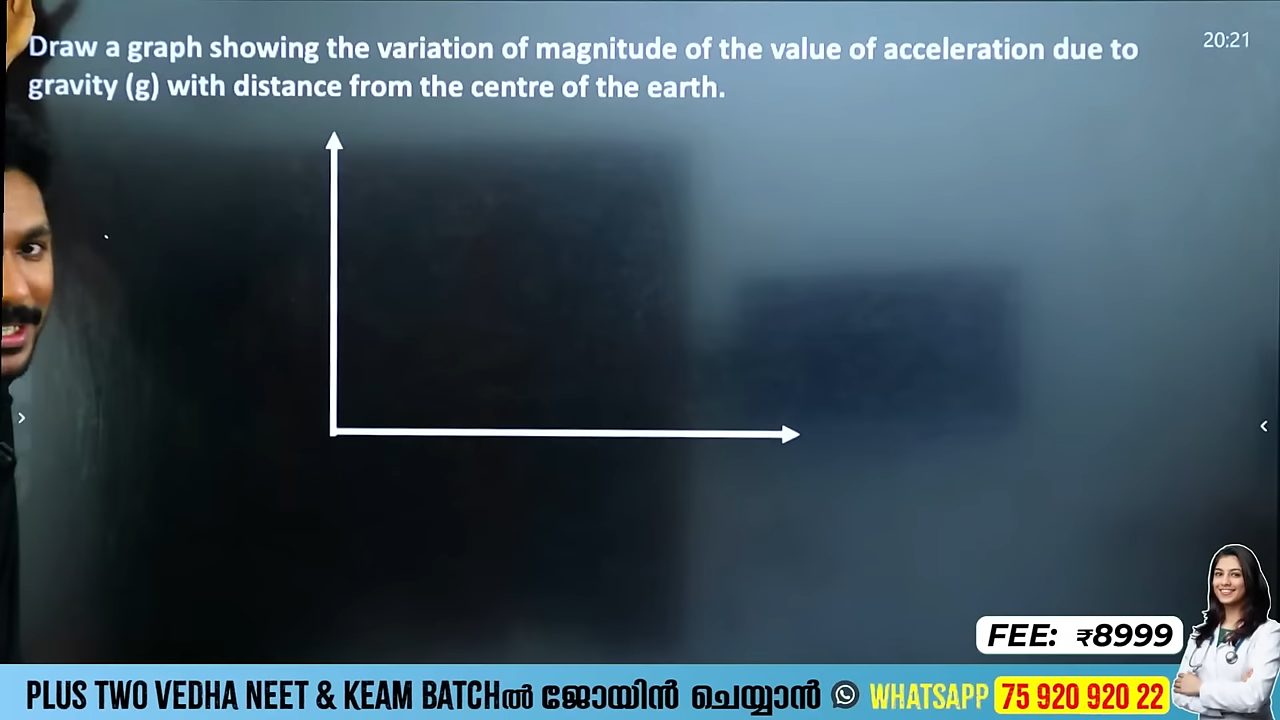 Draw a graph showing the variation of magnitude of the value of acceleration due to
gravity (g) with distance from the centre of the earth.
20:21
FEE: ₹8999
PLUS TWO VEDHA NEET & KEAM BATCHൽ ജോയിൻ ചെയ്യാൻ WHATSAPP 75 920 920 22